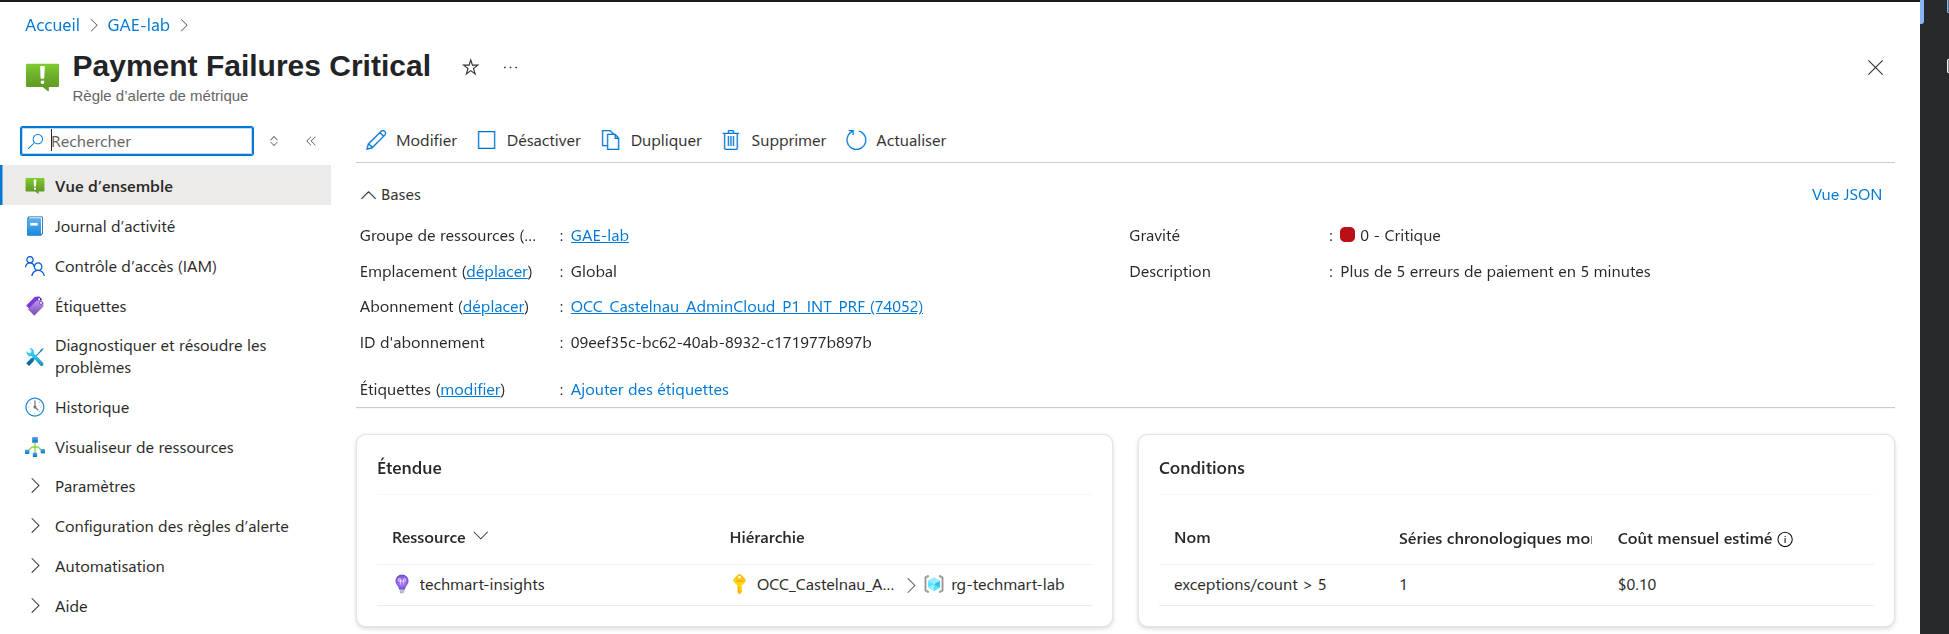 Accueil > GAE-lab >
Payment Failures Critical
Règle d'alerte de métrique
Rechercher
Modifier Désactiver Dupliquer Supprimer Actualiser
Vue d'ensemble
Journal d'activité
Contrôle d'accès (IAM)
Étiquettes
Diagnostiquer et résoudre les
problèmes
Historique
Visualiseur de ressources
Paramètres
Configuration des règles d'alerte
Automatisation
Aide
Bases
Vue JSON
Groupe de ressources (... : GAE-lab
Emplacement (déplacer) : Global
Abonnement (déplacer) : OCC_Castelnau_AdminCloud_P1_INT_PRF (74052)
ID d'abonnement : 09eef35c-bc62-40ab-8932-c171977b897b
Étiquettes (modifier) : Ajouter des étiquettes
Gravité : 0 - Critique
Description : Plus de 5 erreurs de paiement en 5 minutes
Étendue
Ressource Hiérarchie
techmart-insights OCC_Castelnau_A... > rg-techmart-lab
Conditions
Nom Séries chronologiques mo Coût mensuel estimé
exceptions/count > 5 1 $0.10